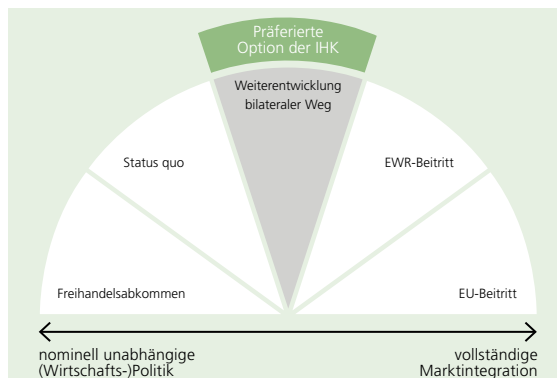 Präferierte
Option der IHK
Weiterentwicklung
bilateraler Weg
Status quo
EWR-Beitritt
Freihandelsabkommen
EU-Beitritt
nominell unabhängige
(Wirtschafts-)Politik
vollständige
Marktintegration